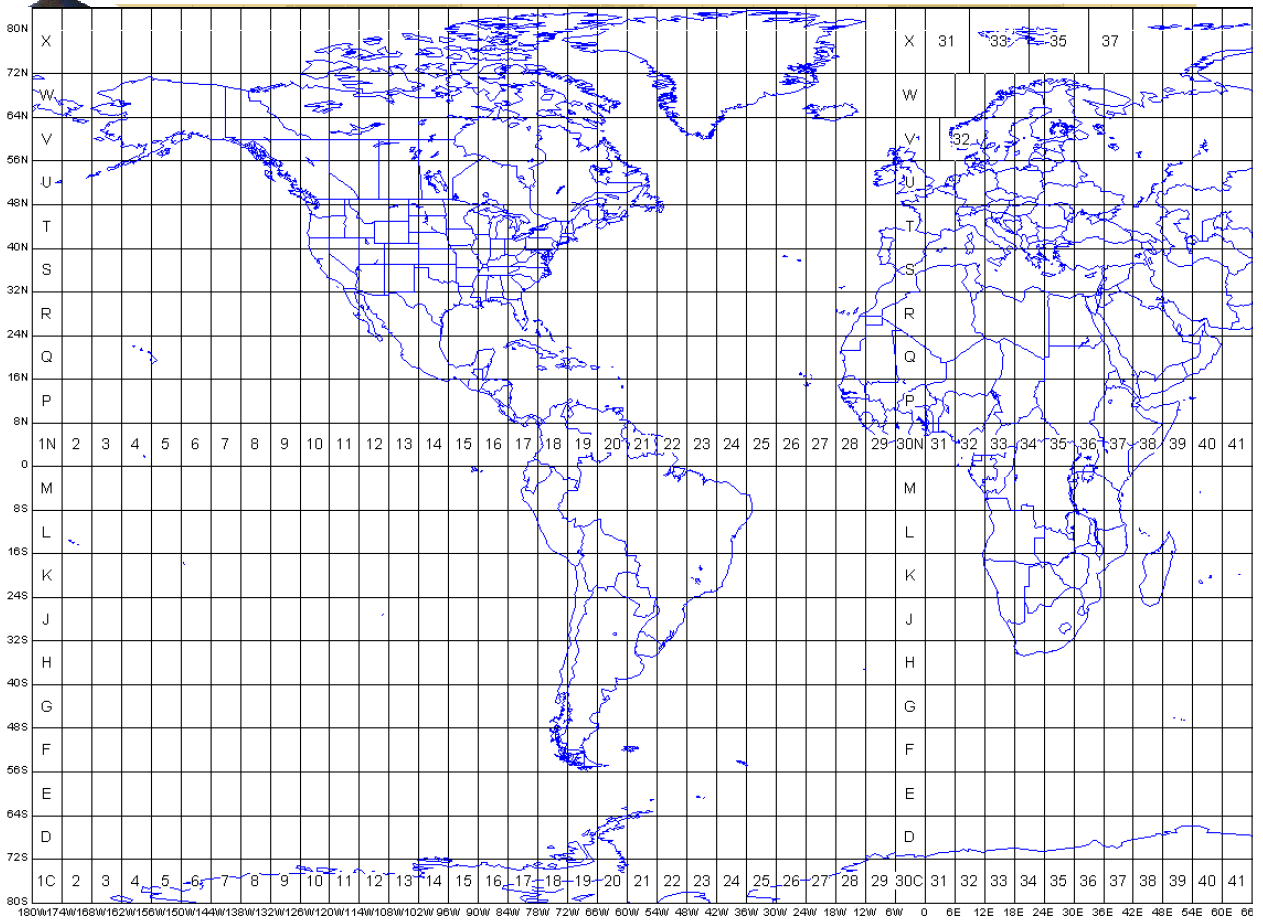 80N
X X 31 33 35 37
72N
W W
64N
V V 32
56N
U U
48N
T T
40N
S S
32N
R R
24N
Q Q
16N
P P
8N
1N 2 3 4 5 6 7 8 9 10 11 12 13 14 15 16 17 18 19 20 21 22 23 24 25 26 27 28 29 30N 31 32 33 34 35 36 37 38 39 40 41
0
M M
8S
L L
16S
K K
24S
J J
32S
H H
40S
G G
48S
F F
56S
E E
64S
D D
72S
1C 2 3 4 5 6 7 8 9 10 11 12 13 14 15 16 17 18 19 20 21 22 23 24 25 26 27 28 29 30C 31 32 33 34 35 36 37 38 39 40 41
80S
180W 174W 168W 162W 156W 150W 144W 138W 132W 126W 120W 114W 108W 102W 96W 90W 84W 78W 72W 66W 60W 54W 48W 42W 36W 30W 24W 18W 12W 6W 0 6E 12E 18E 24E 30E 36E 42E 48E 54E 60E 66